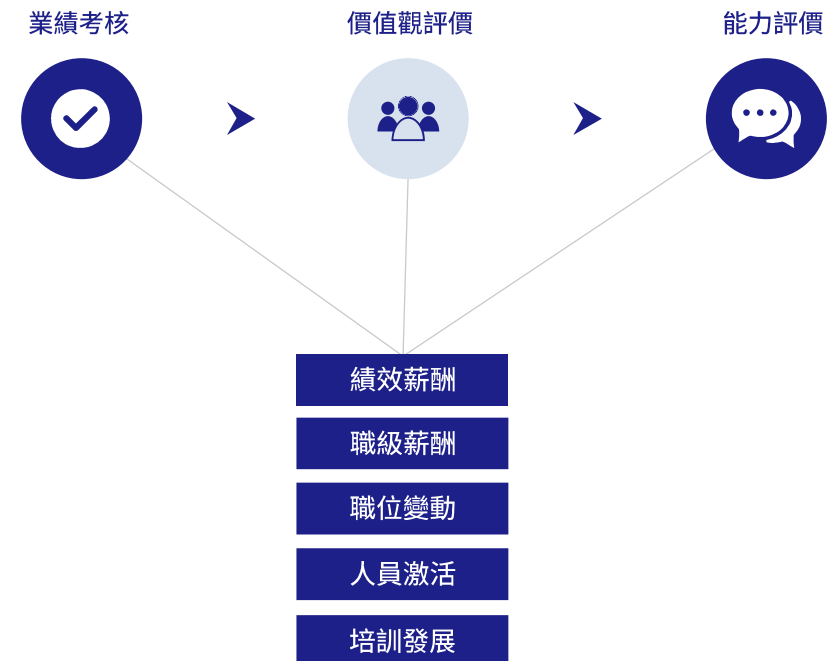 業績考核
價值觀評價
能力評價
績效薪酬
職級薪酬
職位變動
人員激活
培訓發展